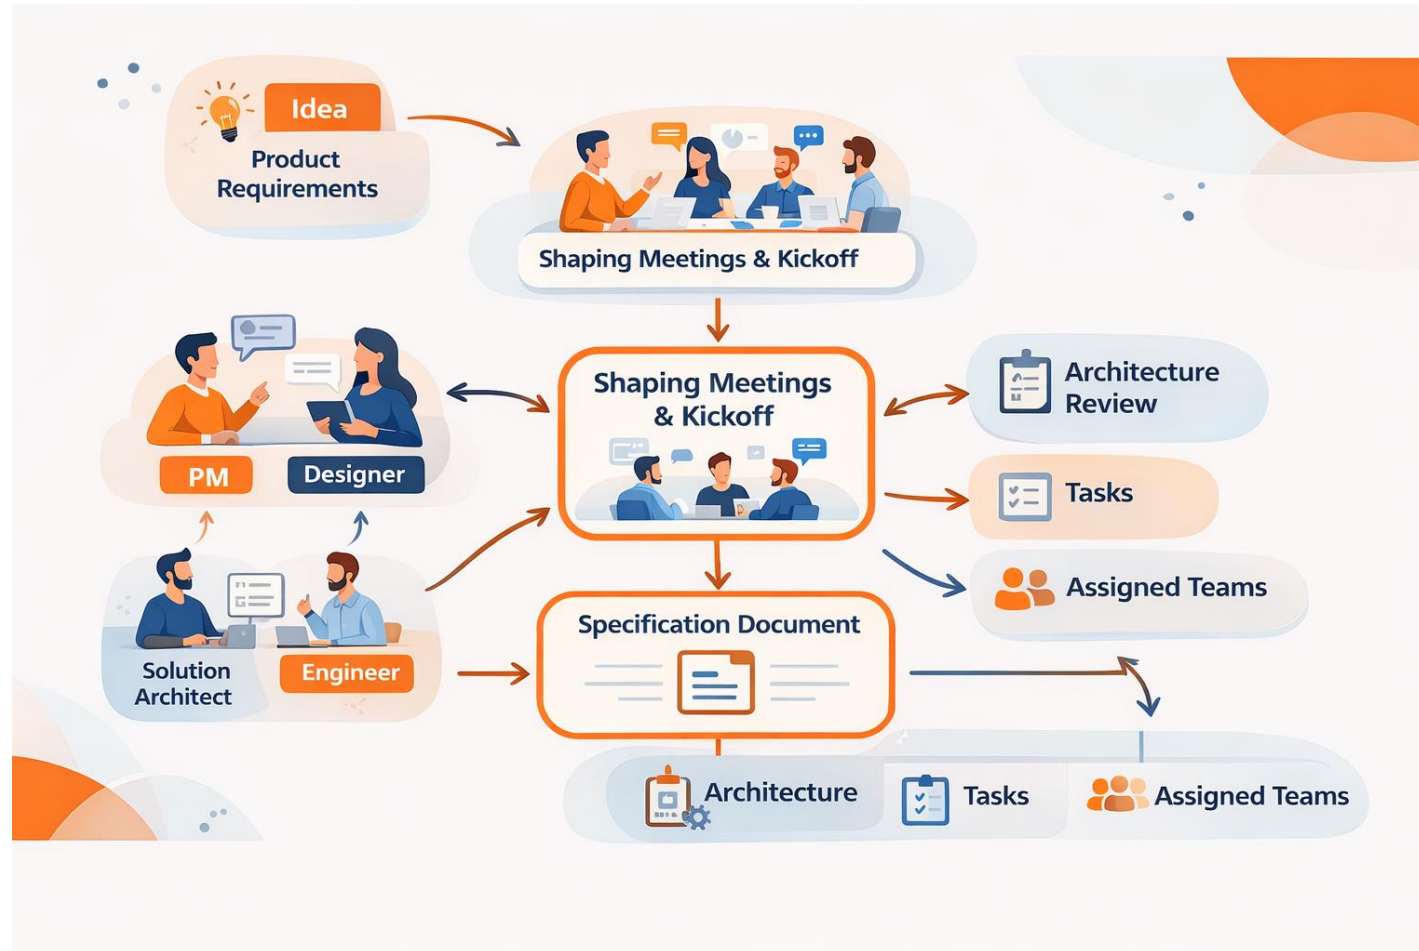 Idea
Product
Requirements
Shaping Meetings & Kickoff
Shaping Meetings
& Kickoff
PM
Designer
Architecture
Review
Tasks
Assigned Teams
Solution
Architect
Engineer
Specification Document
Architecture
Tasks
Assigned Teams